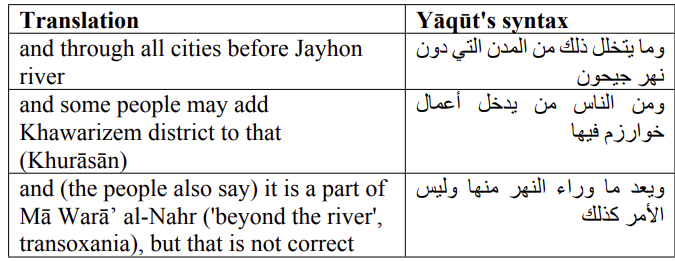 Translation
Yāqūt's syntax
and through all cities before Jayhon
river
وما يتخلل ذلك من المدن التي دون
نهر جيحون
and some people may add
Khawarizem district to that
(Khurāsān)
ومن الناس من يدخل أعمال
خوارزم فيها
and (the people also say) it is a part of
Mā Warā’ al-Nahr ('beyond the river',
transoxania), but that is not correct
ويعد ما وراء النهر منها وليس
الأمر كذلك